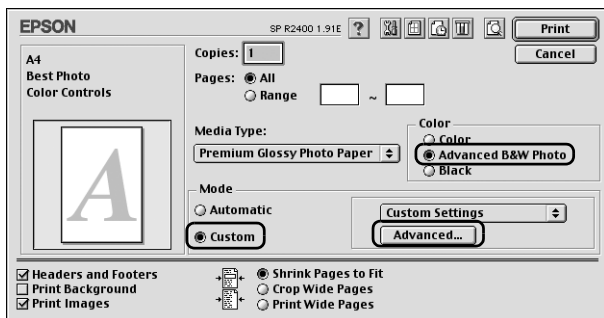 EPSON
SP R2400 1.91E
?
Print
Cancel
A4
Best Photo
Color Controls
A
Copies: 1
Pages: All
Range ~
Media Type:
Premium Glossy Photo Paper
Color
Color
Advanced B&W Photo
Black
Mode
Automatic
Custom
Custom Settings
Advanced...
Headers and Footers
Print Background
Print Images
Shrink Pages to Fit
Crop Wide Pages
Print Wide Pages